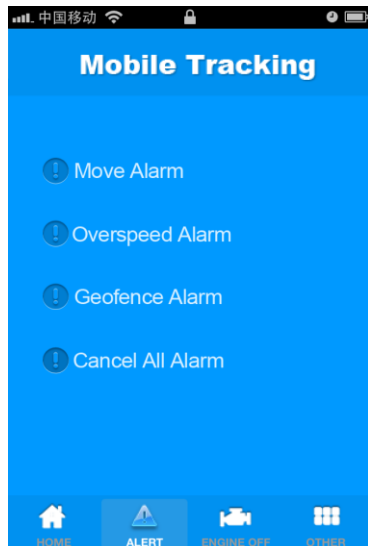 中国移动
Mobile Tracking
Move Alarm
Overspeed Alarm
Geofence Alarm
Cancel All Alarm
HOME ALERT ENGINE OFF OTHER